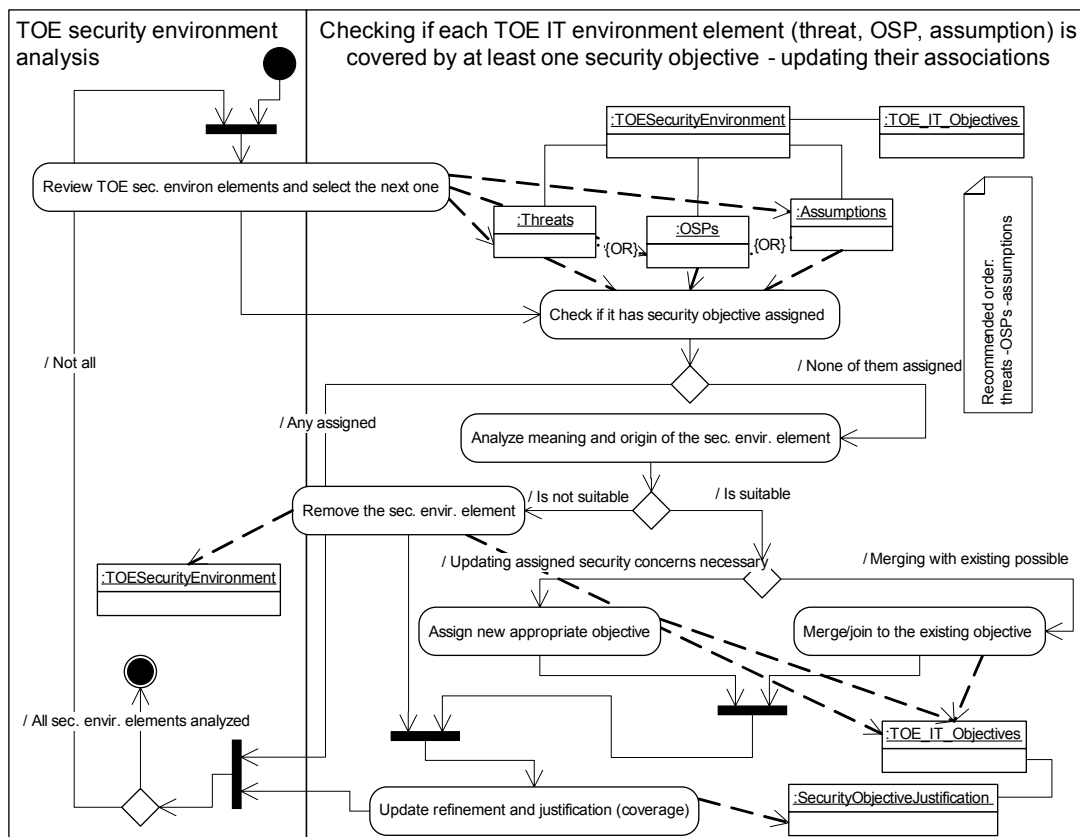 TOE security environment
analysis
Checking if each TOE IT environment element (threat, OSP, assumption) is
covered by at least one security objective - updating their associations
:TOESecurityEnvironment
:TOE_IT_Objectives
Review TOE sec. environ elements and select the next one
:Threats
:OSPs
:Assumptions
{OR}
{OR}
Recommended order:
threats -OSPs -assumptions
Check if it has security objective assigned
/ Not all
/ None of them assigned
/ Any assigned
Analyze meaning and origin of the sec. envir. element
/ Is not suitable
/ Is suitable
Remove the sec. envir. element
/ Updating assigned security concerns necessary
/ Merging with existing possible
:TOESecurityEnvironment
Assign new appropriate objective
Merge/join to the existing objective
/ All sec. envir. elements analyzed
:TOE_IT_Objectives
Update refinement and justification (coverage)
:SecurityObjectiveJustification